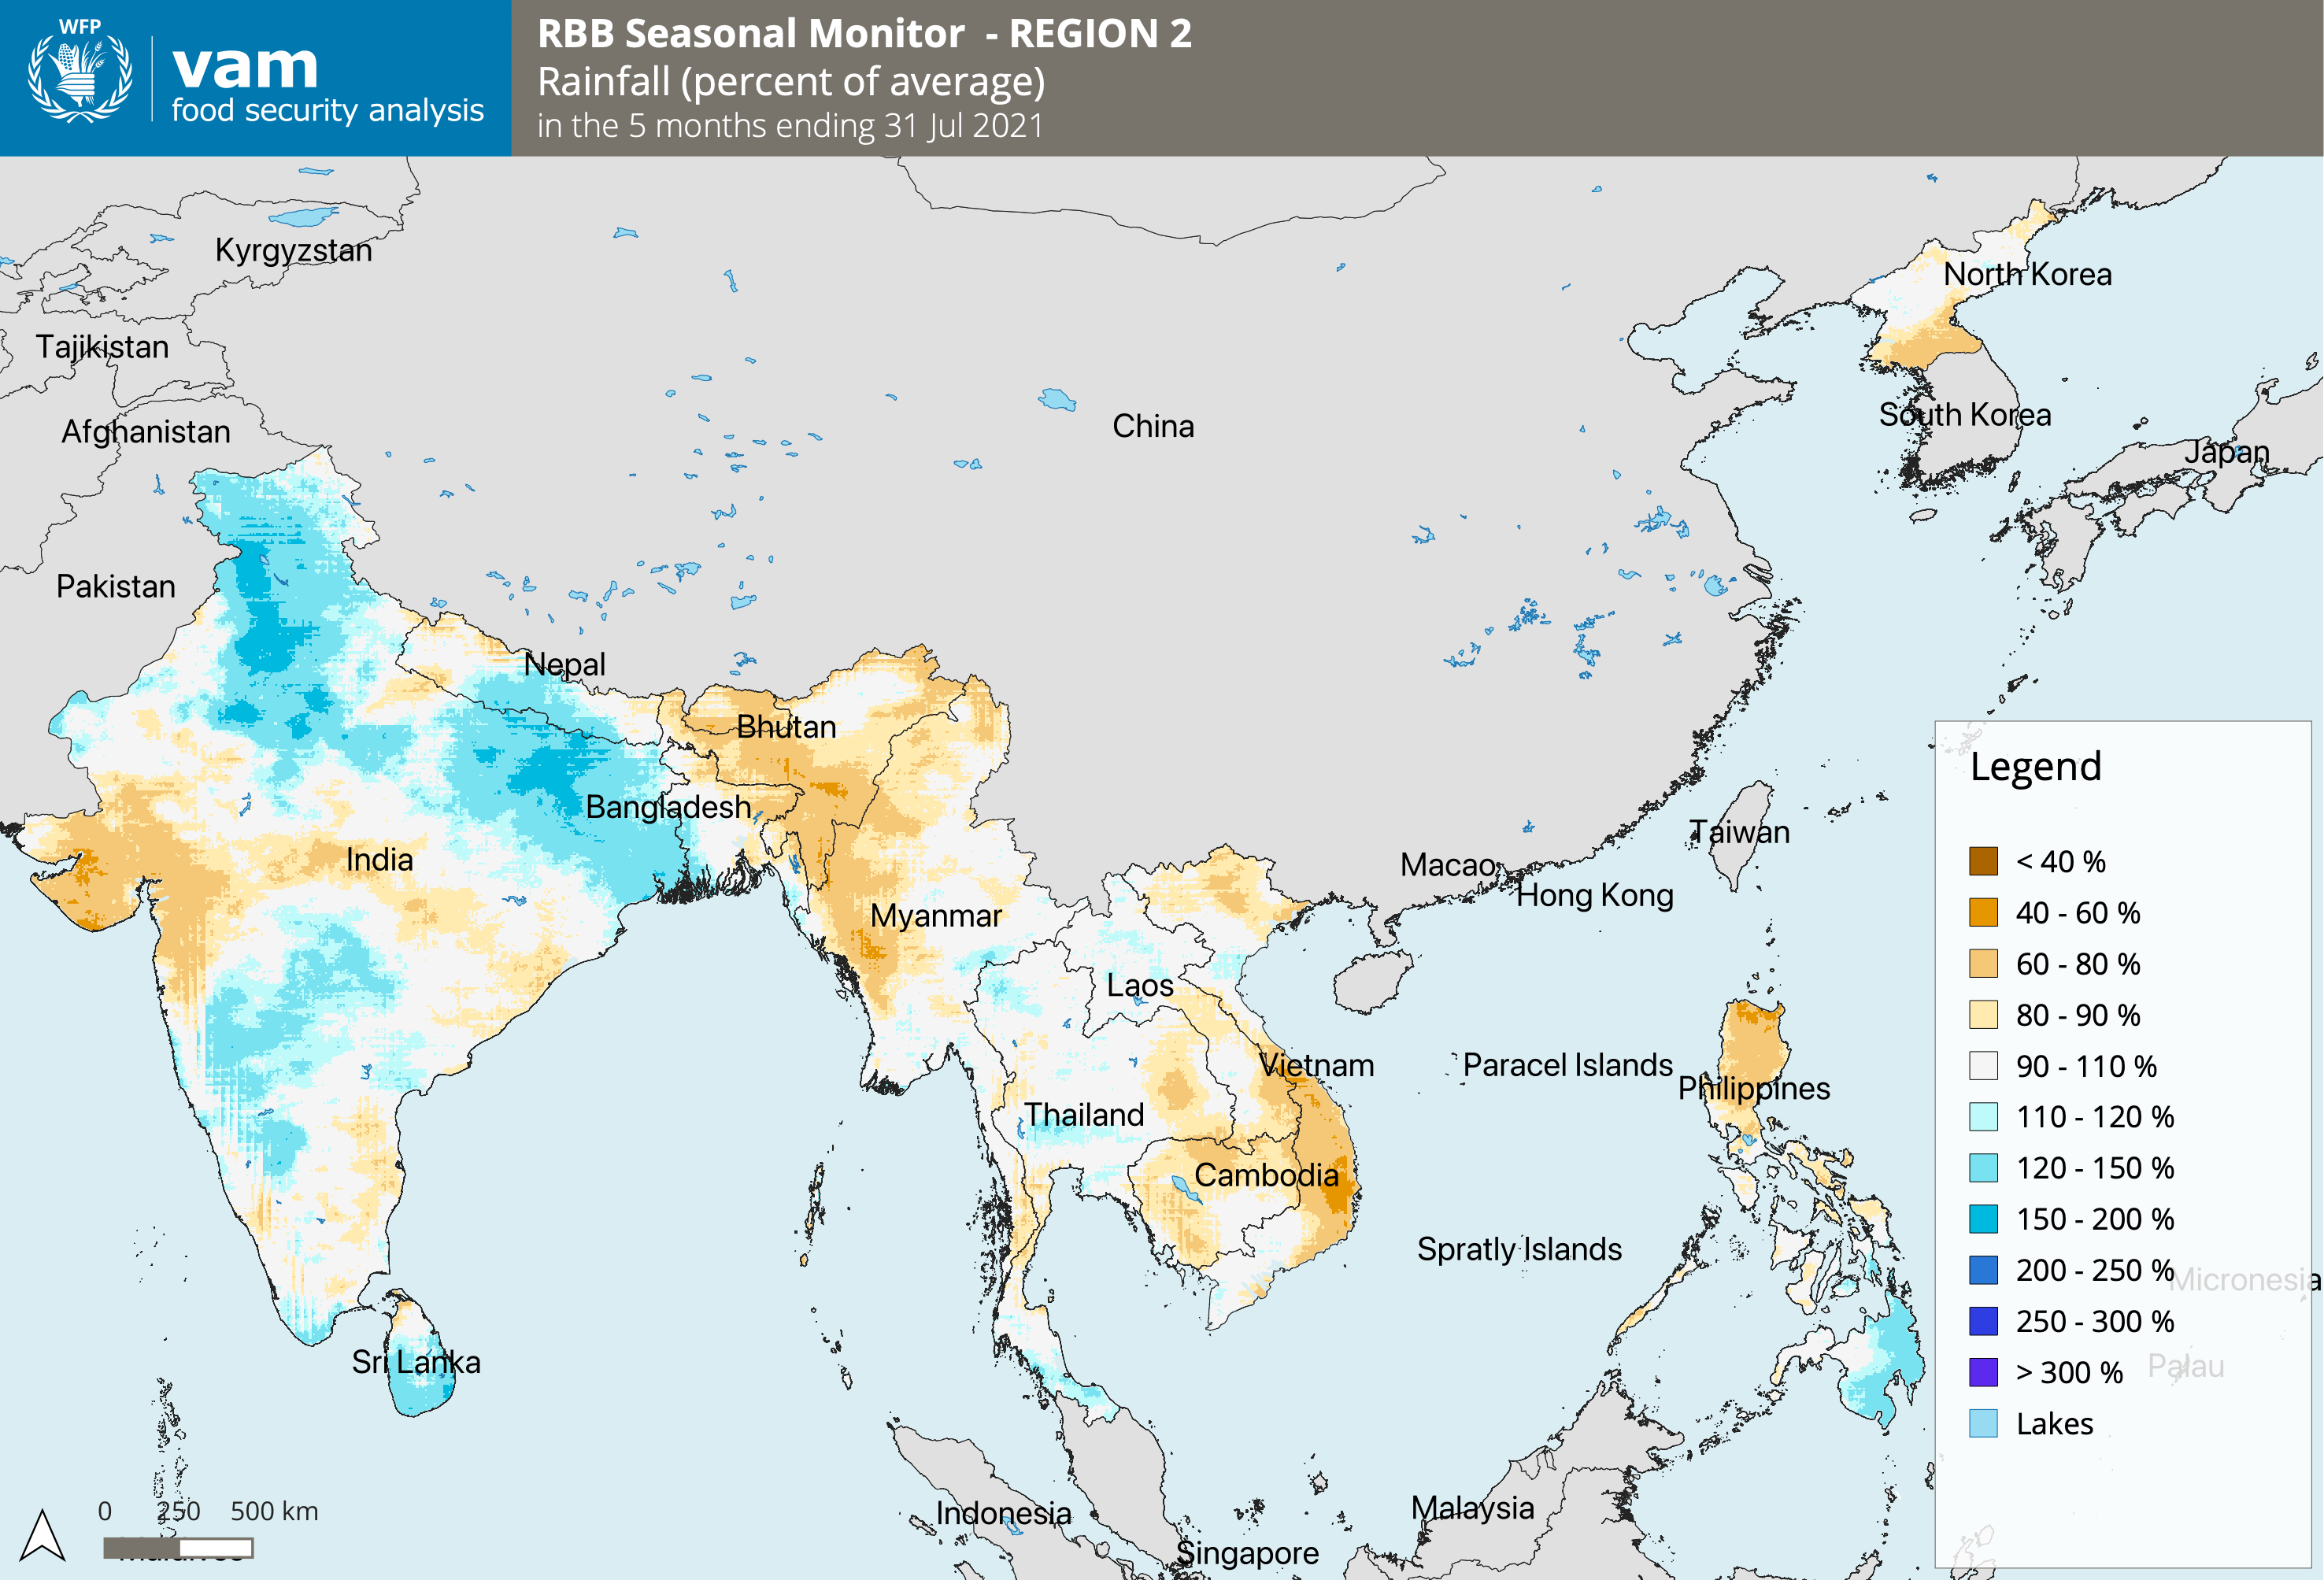 WFP
vam
food security analysis
RBB Seasonal Monitor - REGION 2
Rainfall (percent of average)
in the 5 months ending 31 Jul 2021
Kyrgyzstan
North Korea
Tajikistan
South Korea
Afghanistan
China
Japan
Pakistan
Nepal
Bhutan
Bangladesh
Taiwan
India
Macao
Hong Kong
Myanmar
Laos
Vietnam
Paracel Islands
Philippines
Thailand
Cambodia
Spratly Islands
Sri Lanka
Indonesia
Malaysia
Singapore
Maldives
0 250 500 km
Legend
< 40 %
40 - 60 %
60 - 80 %
80 - 90 %
90 - 110 %
110 - 120 %
120 - 150 %
150 - 200 %
200 - 250 %
Micronesia
250 - 300 %
> 300 %
Palau
Lakes